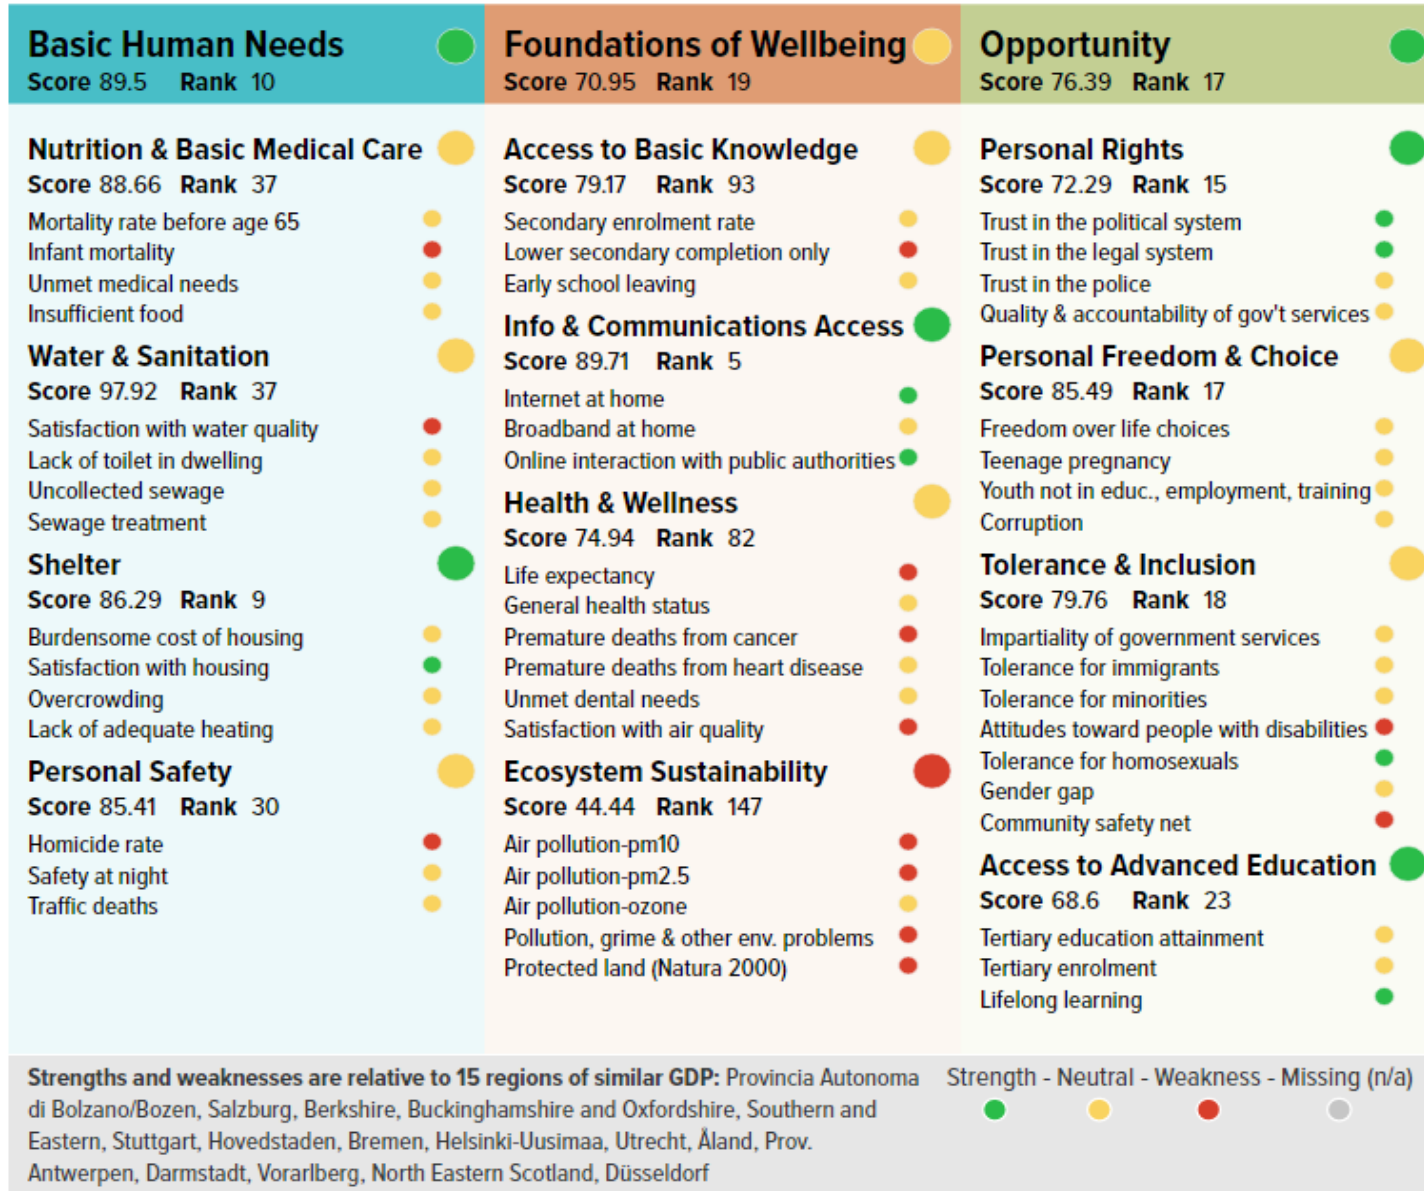 Basic Human Needs
Score 89.5 Rank 10
Nutrition & Basic Medical Care
Score 88.66 Rank 37
Mortality rate before age 65
Infant mortality
Unmet medical needs
Insufficient food
Water & Sanitation
Score 97.92 Rank 37
Satisfaction with water quality
Lack of toilet in dwelling
Uncollected sewage
Sewage treatment
Shelter
Score 86.29 Rank 9
Burdensome cost of housing
Satisfaction with housing
Overcrowding
Lack of adequate heating
Personal Safety
Score 85.41 Rank 30
Homicide rate
Safety at night
Traffic deaths
Foundations of Wellbeing
Score 70.95 Rank 19
Access to Basic Knowledge
Score 79.17 Rank 93
Secondary enrolment rate
Lower secondary completion only
Early school leaving
Info & Communications Access
Score 89.71 Rank 5
Internet at home
Broadband at home
Online interaction with public authorities
Health & Wellness
Score 74.94 Rank 82
Life expectancy
General health status
Premature deaths from cancer
Premature deaths from heart disease
Unmet dental needs
Satisfaction with air quality
Ecosystem Sustainability
Score 44.44 Rank 147
Air pollution-pm10
Air pollution-pm2.5
Air pollution-ozone
Pollution, grime & other env. problems
Protected land (Natura 2000)
Opportunity
Score 76.39 Rank 17
Personal Rights
Score 72.29 Rank 15
Trust in the political system
Trust in the legal system
Trust in the police
Quality & accountability of gov't services
Personal Freedom & Choice
Score 85.49 Rank 17
Freedom over life choices
Teenage pregnancy
Youth not in educ., employment, training
Corruption
Tolerance & Inclusion
Score 79.76 Rank 18
Impartiality of government services
Tolerance for immigrants
Tolerance for minorities
Attitudes toward people with disabilities
Tolerance for homosexuals
Gender gap
Community safety net
Access to Advanced Education
Score 68.6 Rank 23
Tertiary education attainment
Tertiary enrolment
Lifelong learning
Strengths and weaknesses are relative to 15 regions of similar GDP: Provincia Autonoma
di Bolzano/Bozen, Salzburg, Berkshire, Buckinghamshire and Oxfordshire, Southern and
Eastern, Stuttgart, Hovedstaden, Bremen, Helsinki-Uusimaa, Utrecht, Åland, Prov.
Antwerpen, Darmstadt, Vorarlberg, North Eastern Scotland, Düsseldorf
Strength - Neutral - Weakness - Missing (n/a)